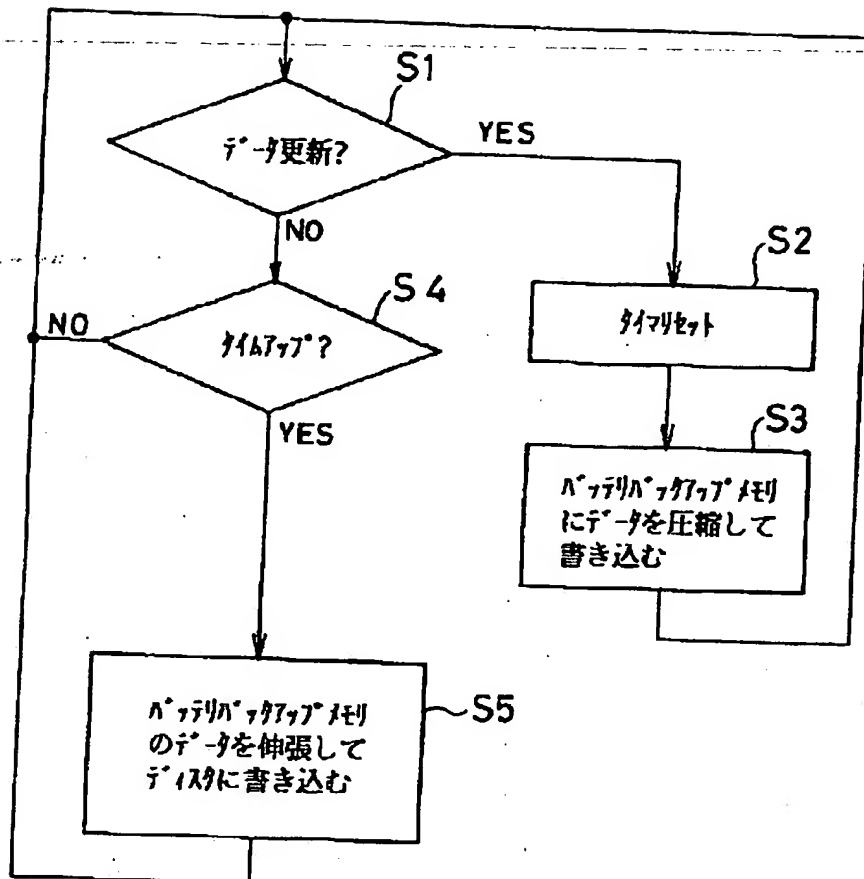 S1
データ更新?
YES
NO
S2
タイマリセット
S4
タイムアップ?
NO
YES
S3
バッテリバックアップメモリ
にデータを圧縮して
書き込む
バッテリバックアップメモリ
のデータを伸張して
ディスクに書き込む
S5